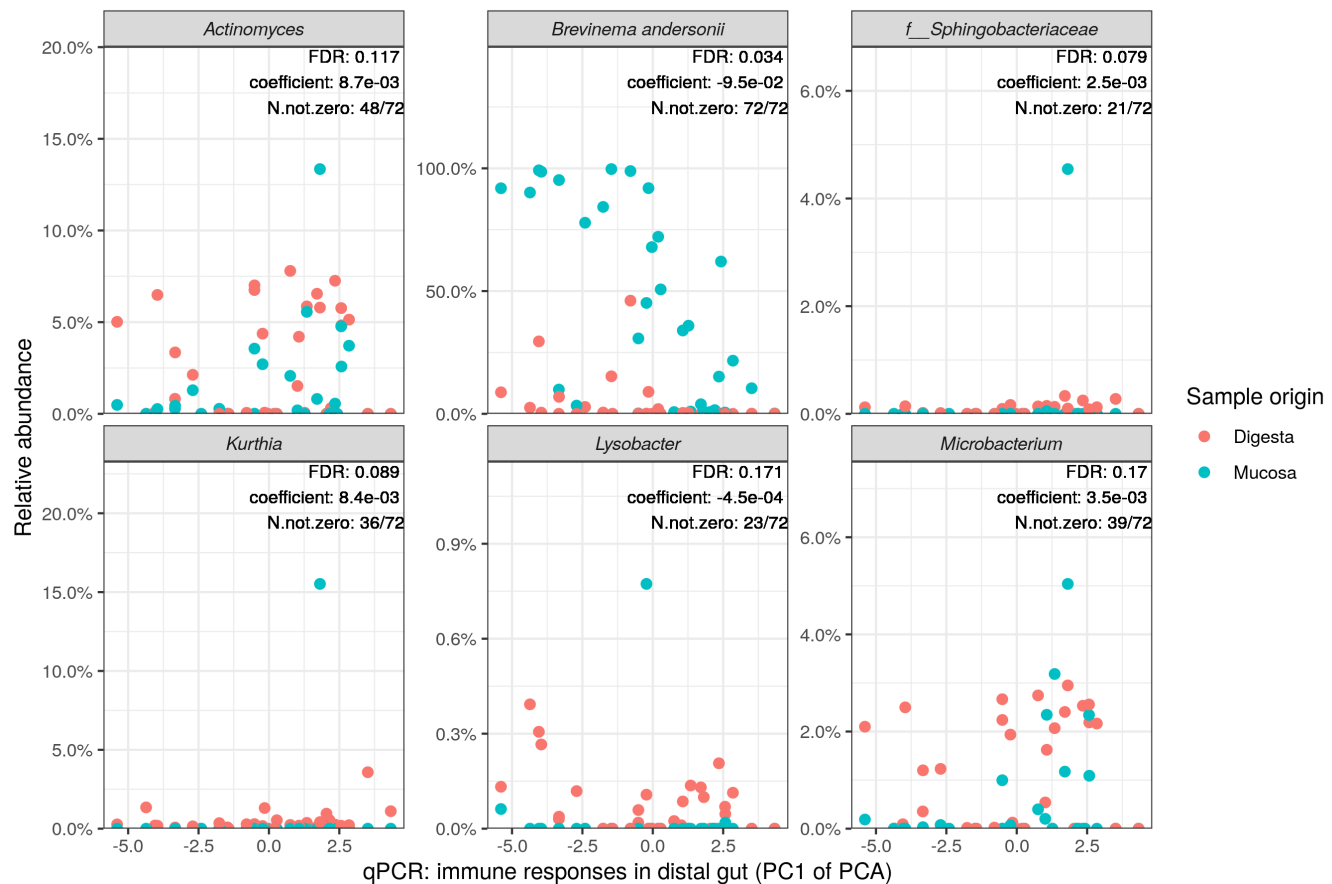 Actinomyces
Brevinema andersonii
f__Sphingobacteriaceae
FDR: 0.117
coefficient: 8.7e-03
N.not.zero: 48/72
FDR: 0.034
coefficient: -9.5e-02
N.not.zero: 72/72
FDR: 0.079
coefficient: 2.5e-03
N.not.zero: 21/72
20.0%
15.0%
10.0%
5.0%
0.0%
100.0%
50.0%
0.0%
6.0%
4.0%
2.0%
0.0%
Kurthia
Lysobacter
Microbacterium
FDR: 0.089
coefficient: 8.4e-03
N.not.zero: 36/72
FDR: 0.171
coefficient: -4.5e-04
N.not.zero: 23/72
FDR: 0.17
coefficient: 3.5e-03
N.not.zero: 39/72
20.0%
15.0%
10.0%
5.0%
0.0%
0.9%
0.6%
0.3%
0.0%
6.0%
4.0%
2.0%
0.0%
-5.0 -2.5 0.0 2.5
-5.0 -2.5 0.0 2.5
-5.0 -2.5 0.0 2.5
Relative abundance
qPCR: immune responses in distal gut (PC1 of PCA)
Sample origin
Digesta
Mucosa